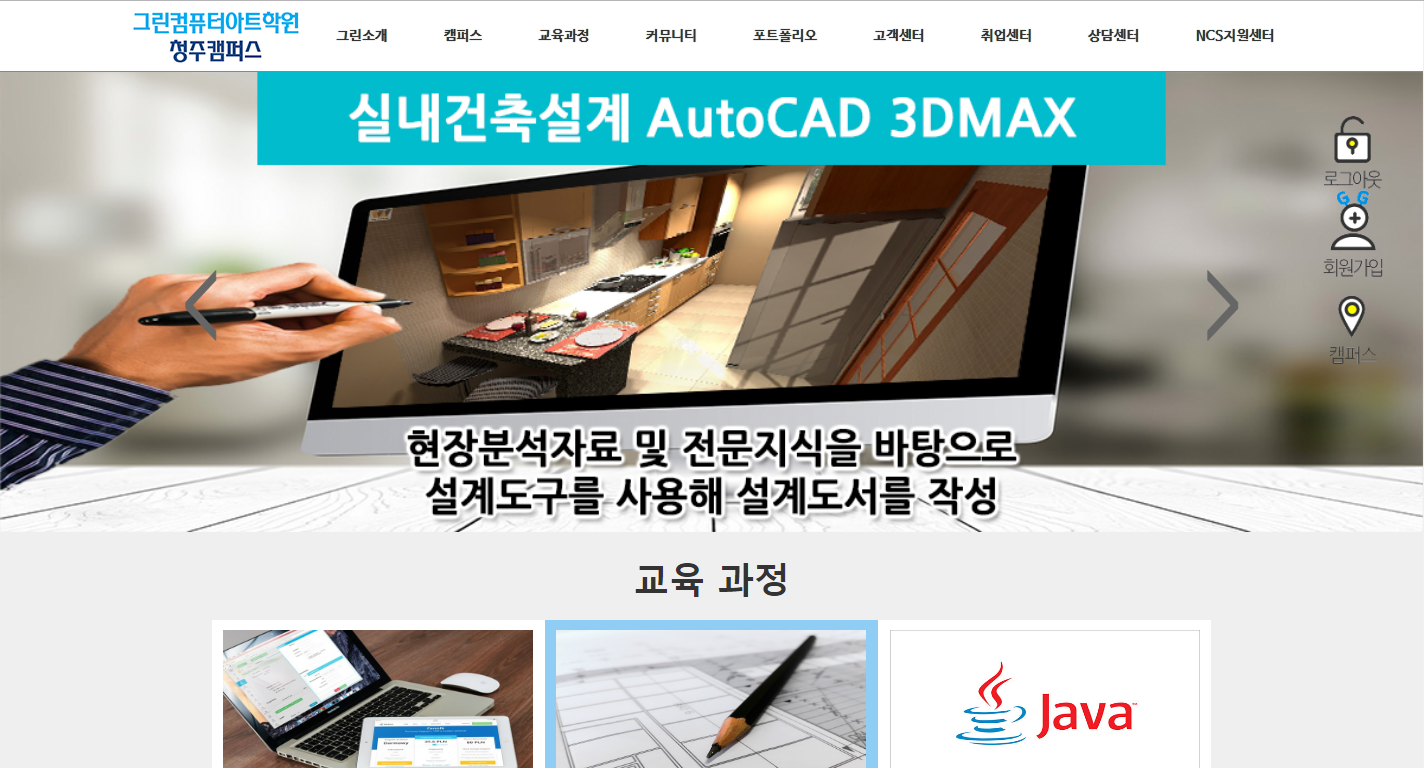 그린컴퓨터아트학원
청주캠퍼스
그린소개 캠퍼스 교육과정 커뮤니티 포트폴리오 고객센터 취업센터 상담센터 NCS지원센터
실내건축설계 AutoCAD 3DMAX
로그아웃
G G
회원가입
캠퍼스
현장분석자료 및 전문지식을 바탕으로
설계도구를 사용해 설계도서를 작성
교육 과정
Java